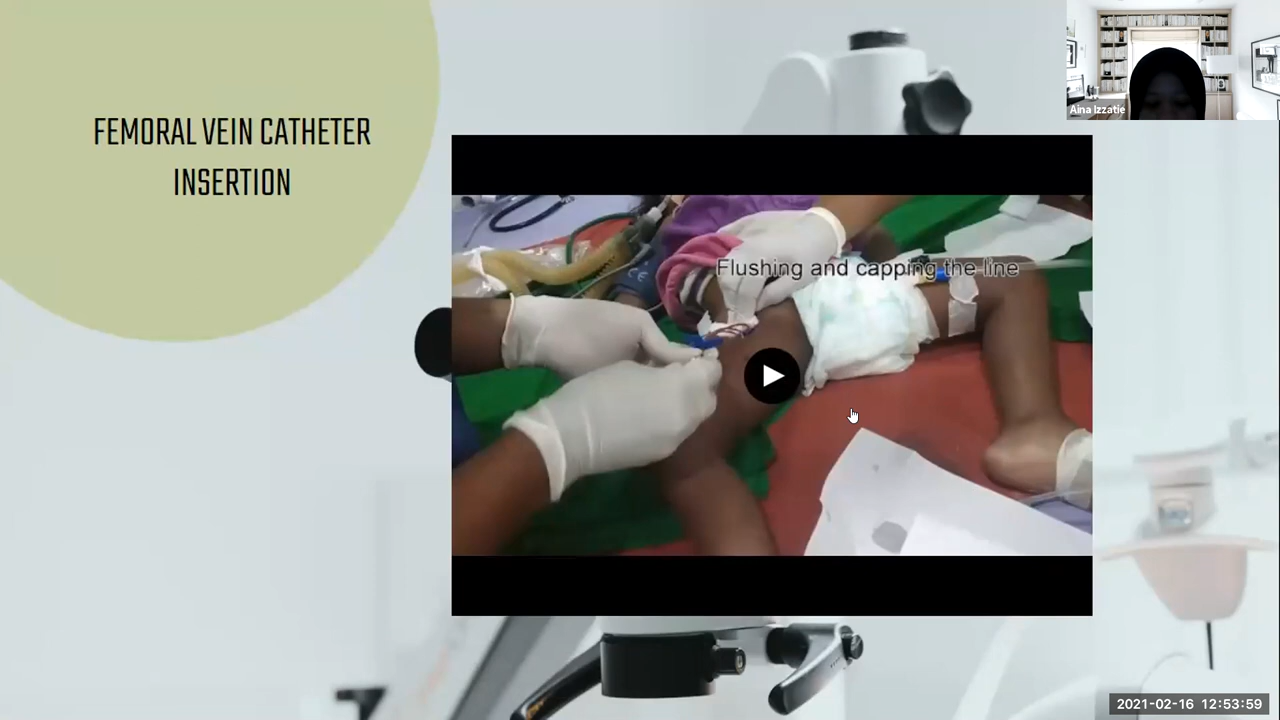 FEMORAL VEIN CATHETER
INSERTION
Aina Izzatie
Flushing and capping the line
2021-02-16 12:53:59